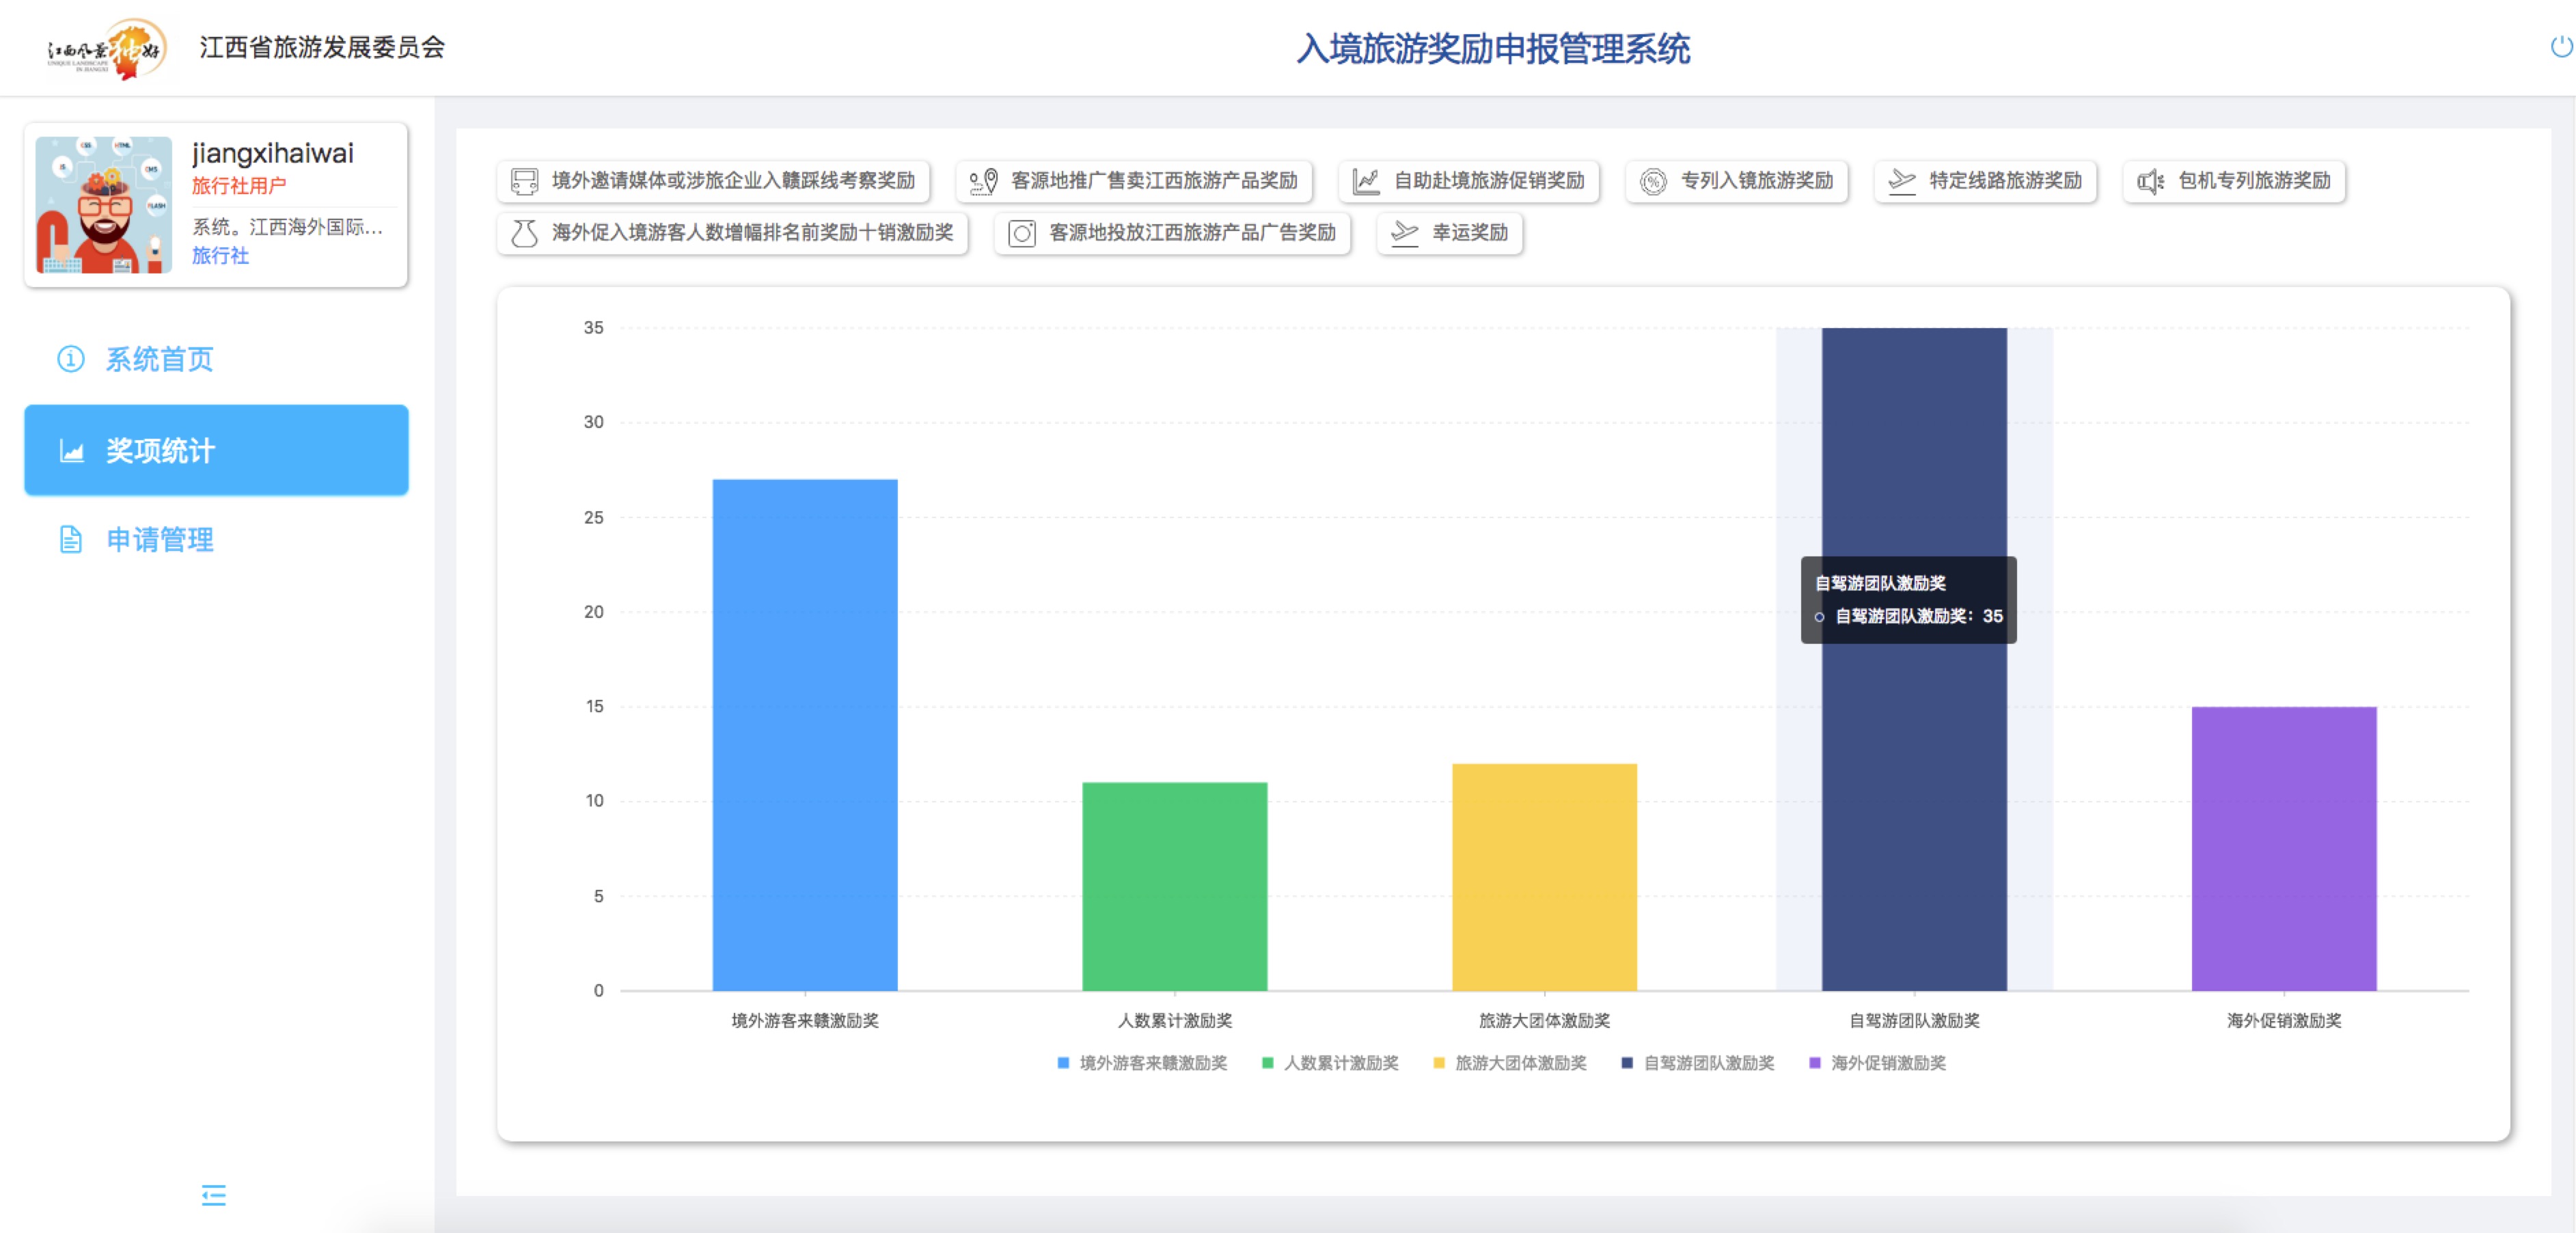 江西风景独好
UNIQUE LANDSCAPE
IN JIANGXI
江西省旅游发展委员会
入境旅游奖励申报管理系统
CSS
HTML
JS
CMS
FLASH
jiangxihaiwai
旅行社用户
系统。江西海外国际...
旅行社
系统首页
奖项统计
申请管理
境外邀请媒体或涉旅企业入赣踩线考察奖励
客源地推广售卖江西旅游产品奖励
自助赴境旅游促销奖励
专列入镜旅游奖励
特定线路旅游奖励
包机专列旅游奖励
海外促入境游客人数增幅排名前奖励十销激励奖
客源地投放江西旅游产品广告奖励
幸运奖励
35
30
25
20
15
10
5
0
自驾游团队激励奖
自驾游团队激励奖：35
境外游客来赣激励奖
人数累计激励奖
旅游大团体激励奖
自驾游团队激励奖
海外促销激励奖
境外游客来赣激励奖
人数累计激励奖
旅游大团体激励奖
自驾游团队激励奖
海外促销激励奖